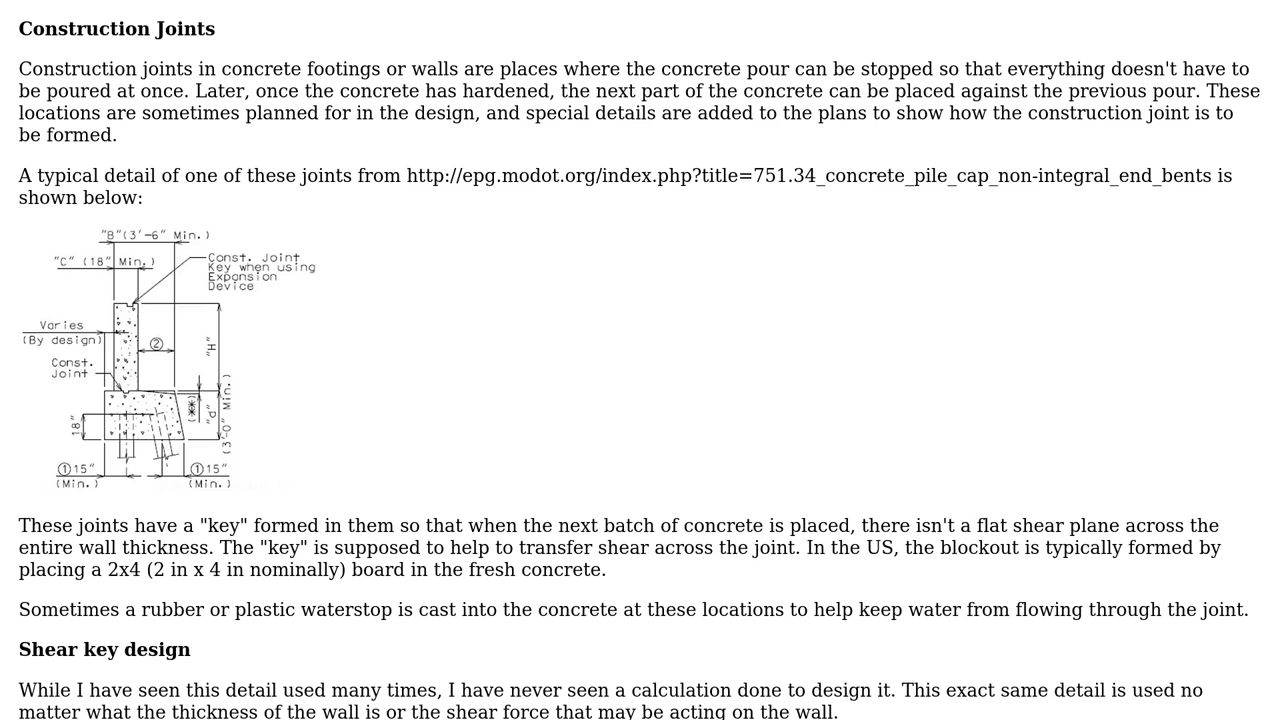 Construction Joints
Construction joints in concrete footings or walls are places where the concrete pour can be stopped so that everything doesn't have to
be poured at once. Later, once the concrete has hardened, the next part of the concrete can be placed against the previous pour. These
locations are sometimes planned for in the design, and special details are added to the plans to show how the construction joint is to
be formed.
A typical detail of one of these joints from http://epg.modot.org/index.php?title=751.34_concrete_pile_cap_non-integral_end_bents is
shown below:
"B"(3'-6" Min.)
"C" (18" Min.)
Const. Joint
Key when using
Expansion
Device
Varies
(By design)
②
"H"
Const.
Joint
(**)
"d"
(3'-0" Min.)
18"
①15"
(Min.)
①15"
(Min.)
These joints have a "key" formed in them so that when the next batch of concrete is placed, there isn't a flat shear plane across the
entire wall thickness. The "key" is supposed to help to transfer shear across the joint. In the US, the blockout is typically formed by
placing a 2x4 (2 in x 4 in nominally) board in the fresh concrete.
Sometimes a rubber or plastic waterstop is cast into the concrete at these locations to help keep water from flowing through the joint.
Shear key design
While I have seen this detail used many times, I have never seen a calculation done to design it. This exact same detail is used no
matter what the thickness of the wall is or the shear force that may be acting on the wall.